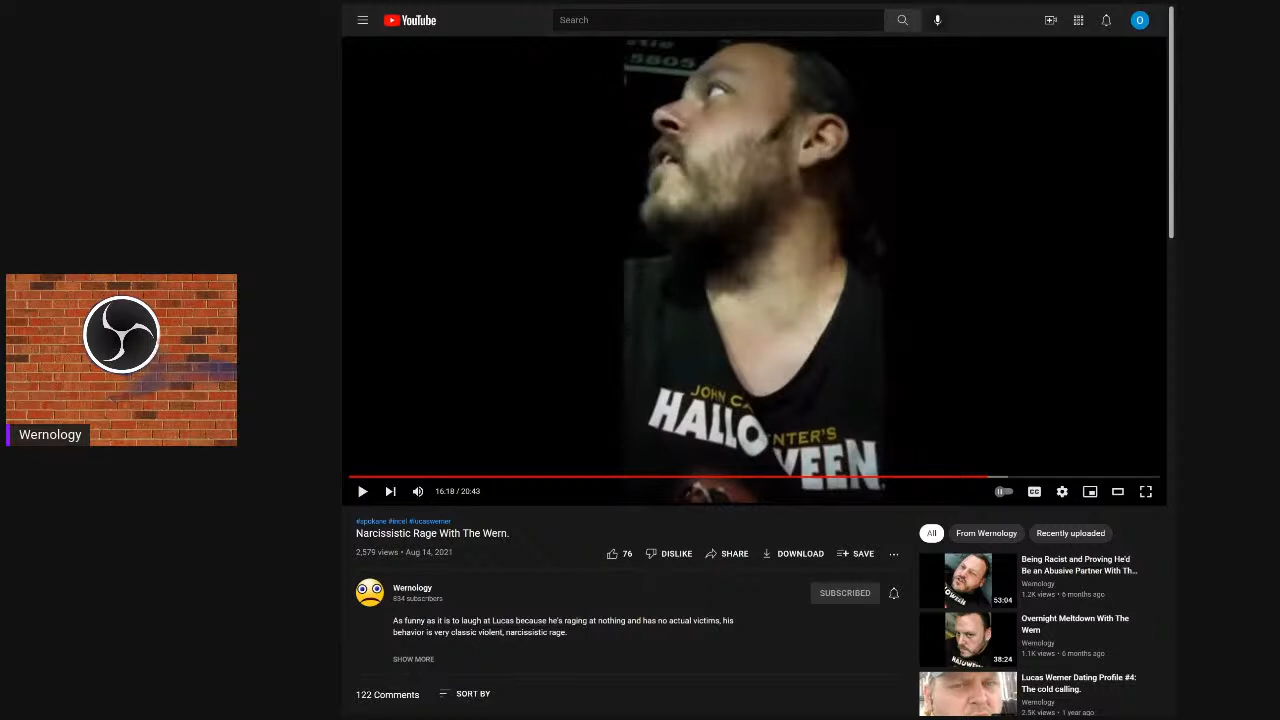 YouTube
Search
O
5805
JOHN CA NTER'S
HALLO WEEN
16:18 / 20:43
CC
#spokane #incel #lucaswerner
Narcissistic Rage With The Wern.
2,579 views • Aug 14, 2021
76 DISLIKE SHARE DOWNLOAD SAVE
Wernology
834 subscribers
SUBSCRIBED
As funny as it is to laugh at Lucas because he's raging at nothing and has no actual victims, his
behavior is very classic violent, narcissistic rage.
SHOW MORE
122 Comments SORT BY
All From Wernology Recently uploaded
Being Racist and Proving He'd
Be an Abusive Partner With Th...
Wernology
1.2K views • 6 months ago
53:04
Overnight Meltdown With The
Wern
Wernology
1.1K views • 6 months ago
38:24
Lucas Werner Dating Profile #4:
The cold calling.
Wernology
2.5K views • 1 year ago
Wernology